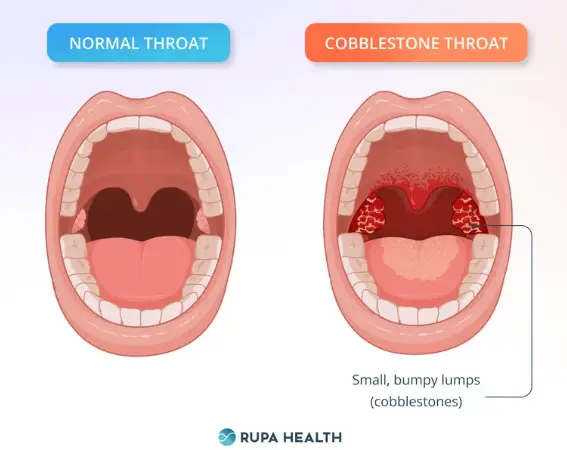 NORMAL THROAT
COBBLESTONE THROAT
Small, bumpy lumps
(cobblestones)
RUPA HEALTH